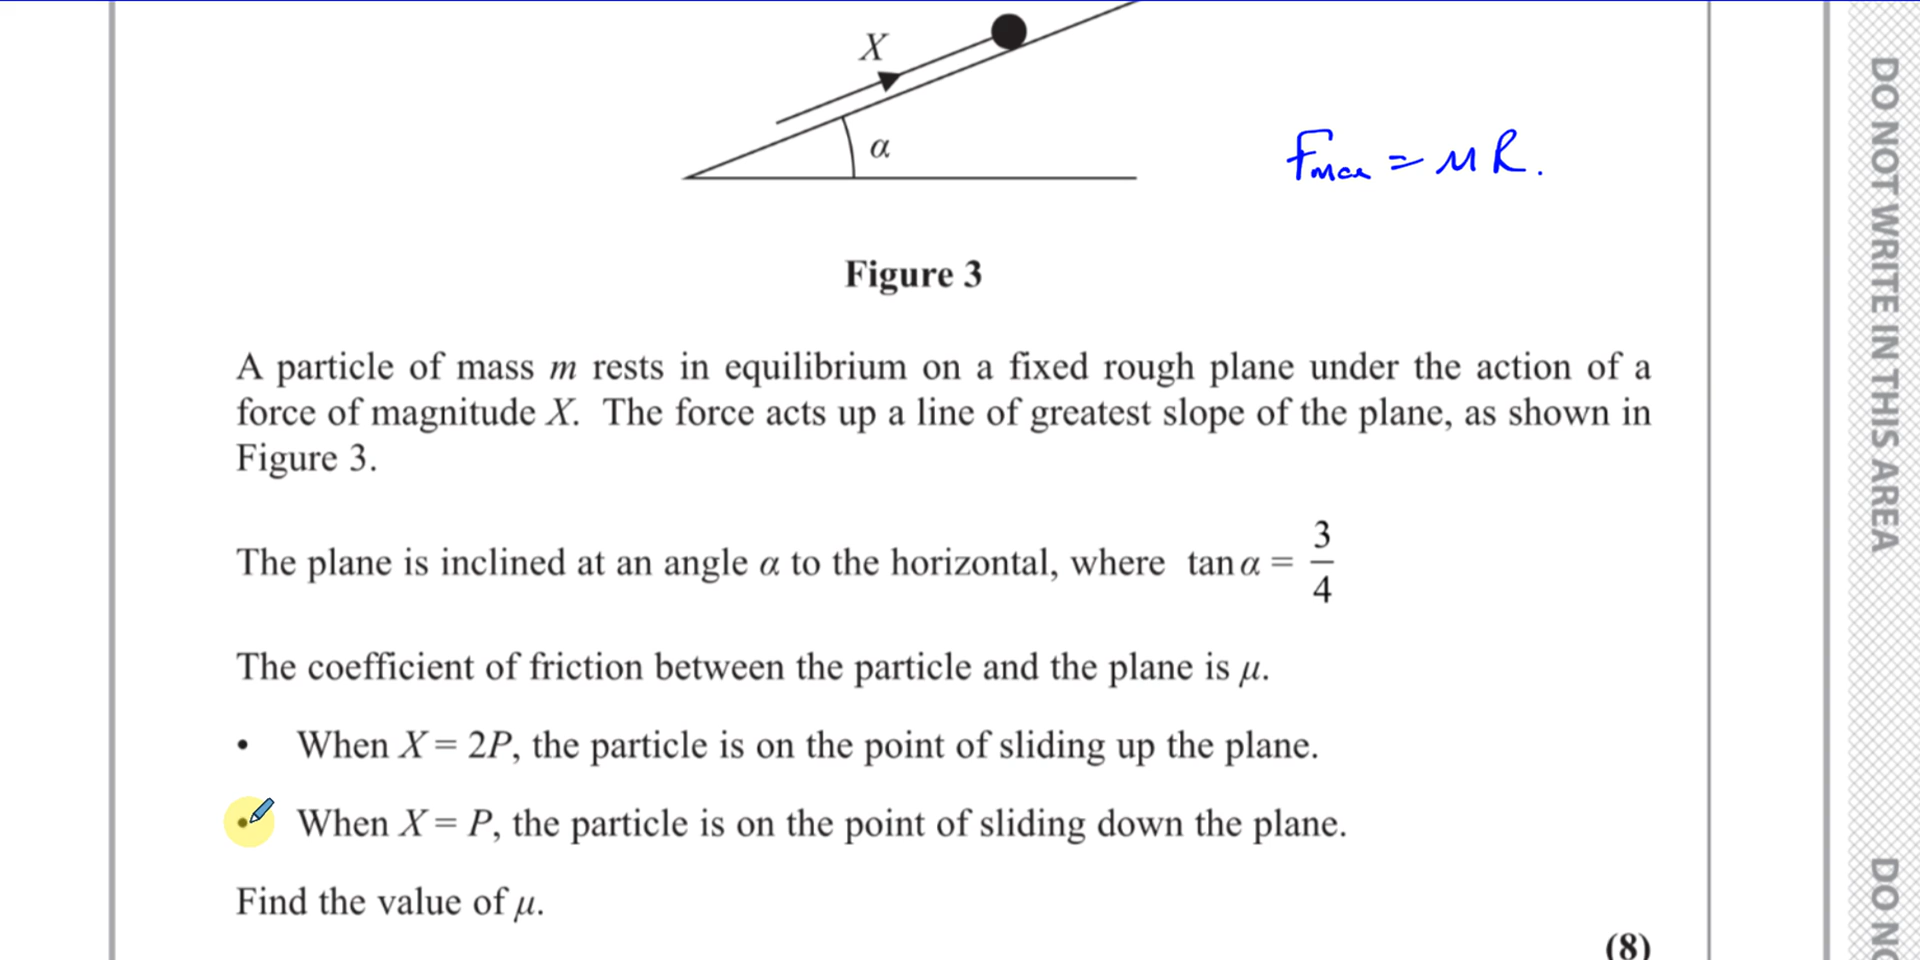 X
α
Fmax = μR.
Figure 3
A particle of mass m rests in equilibrium on a fixed rough plane under the action of a
force of magnitude X. The force acts up a line of greatest slope of the plane, as shown in
Figure 3.
The plane is inclined at an angle α to the horizontal, where tan α = 3/4
The coefficient of friction between the particle and the plane is μ.
• When X = 2P, the particle is on the point of sliding up the plane.
• When X = P, the particle is on the point of sliding down the plane.
Find the value of μ.
(8)
DO NOT WRITE IN THIS AREA
DO NO